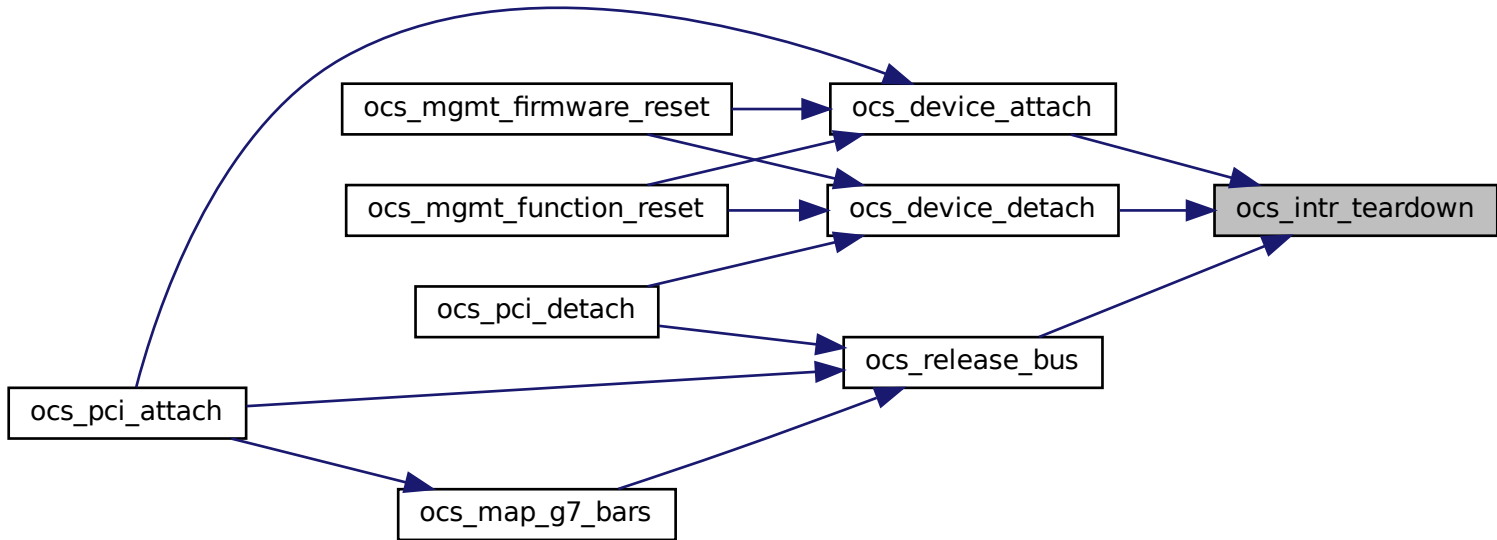 ocs_mgmt_firmware_reset
ocs_device_attach
ocs_mgmt_function_reset
ocs_device_detach
ocs_intr_teardown
ocs_pci_detach
ocs_release_bus
ocs_pci_attach
ocs_map_g7_bars